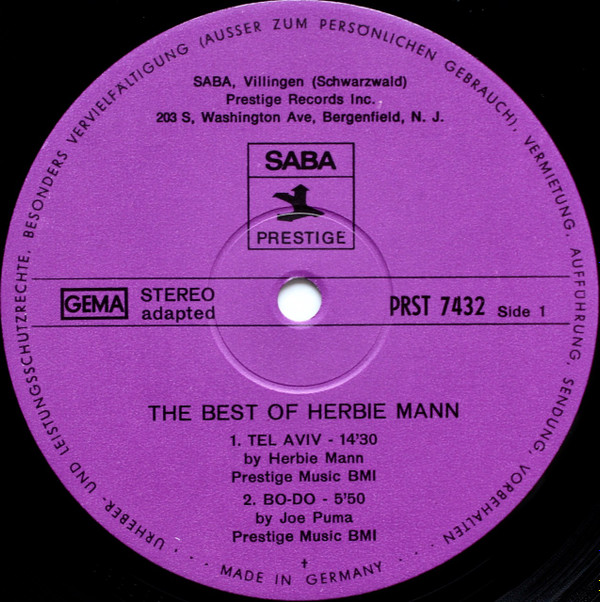 URHEBER- UND LEISTUNGSSCHUTZRECHTE, BESONDERS VERVIELFÄLTIGUNG (AUSSER ZUM PERSÖNLICHEN GEBRAUCH), VERMIETUNG, AUFFÜHRUNG, SENDUNG, VORBEHALTEN
SABA, Villingen (Schwarzwald)
Prestige Records Inc.
203 S, Washington Ave, Bergenfield, N. J.
SABA
PRESTIGE
GEMA
STEREO
adapted
PRST 7432 Side 1
THE BEST OF HERBIE MANN
1. TEL AVIV - 14'30
by Herbie Mann
Prestige Music BMI
2. BO-DO - 5'50
by Joe Puma
Prestige Music BMI
... MADE IN GERMANY ...